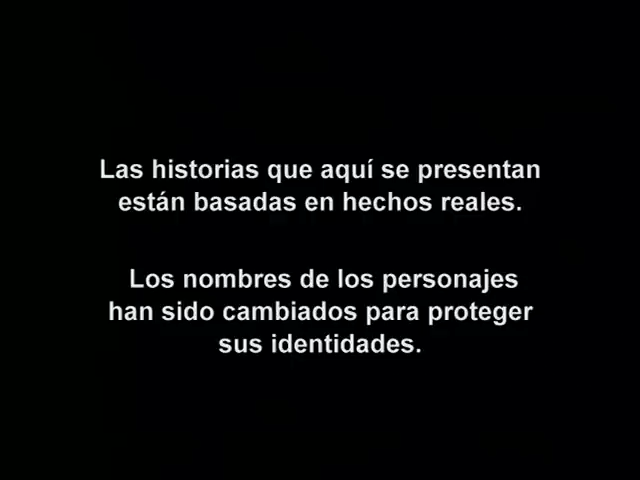 Las historias que aquí se presentan
están basadas en hechos reales.
Los nombres de los personajes
han sido cambiados para proteger
sus identidades.